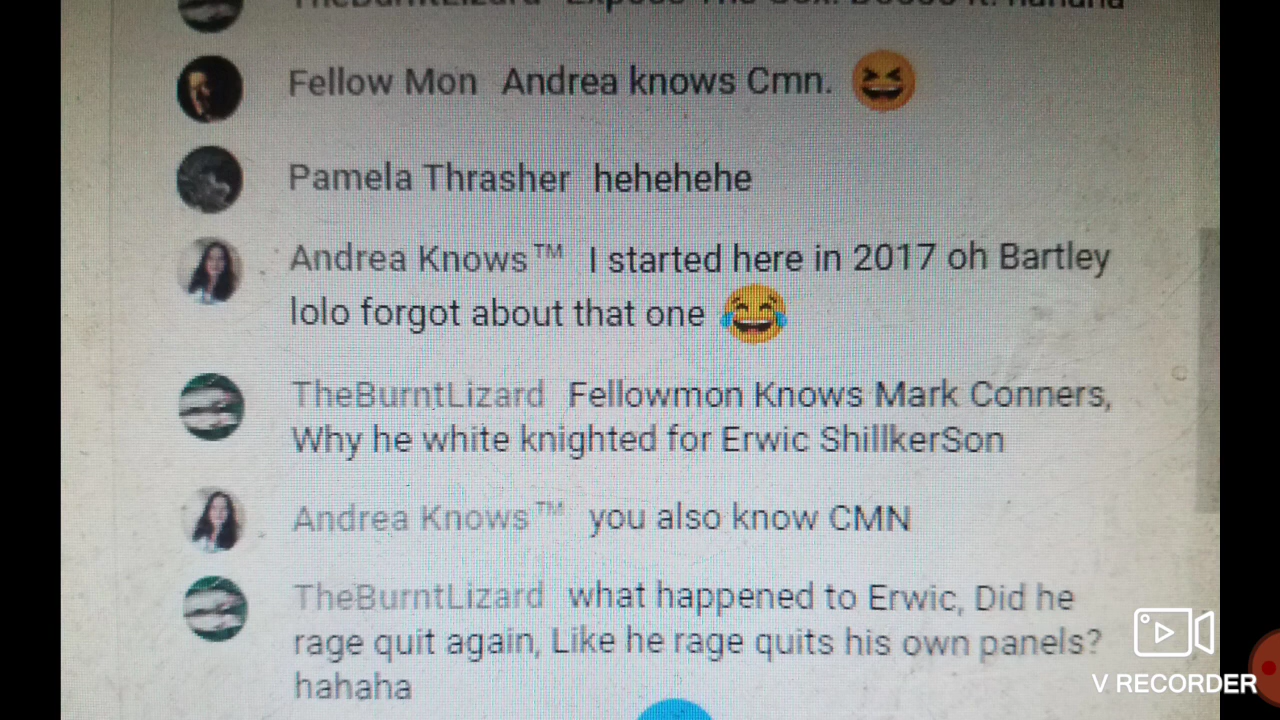 Fellow Mon Andrea knows Cmn.
Pamela Thrasher hehehehe
Andrea Knows™ I started here in 2017 oh Bartley
lolo forgot about that one
TheBurntLizard Fellowmon Knows Mark Conners,
Why he white knighted for Erwic ShillkerSon
Andrea Knows™ you also know CMN
TheBurntLizard what happened to Erwic, Did he
rage quit again, Like he rage quits his own panels?
hahaha
V RECORDER